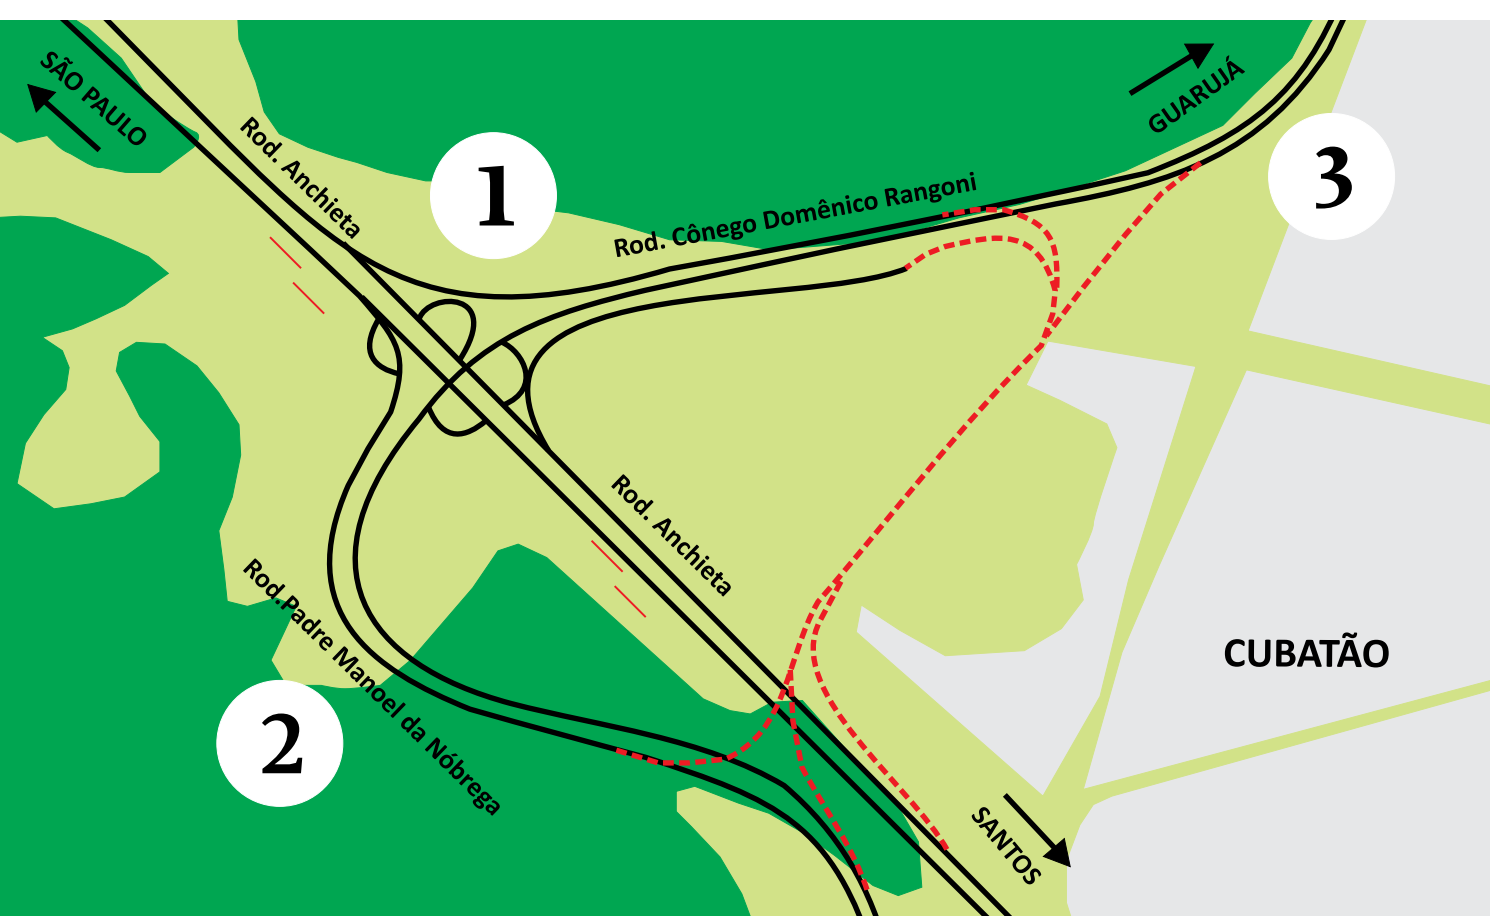 SÃO PAULO
GUARUJÁ
Rod. Anchieta
1
3
Rod. Cônego Domênico Rangoni
Rod. Anchieta
Rod.Padre Manoel da Nóbrega
CUBATÃO
2
SANTOS